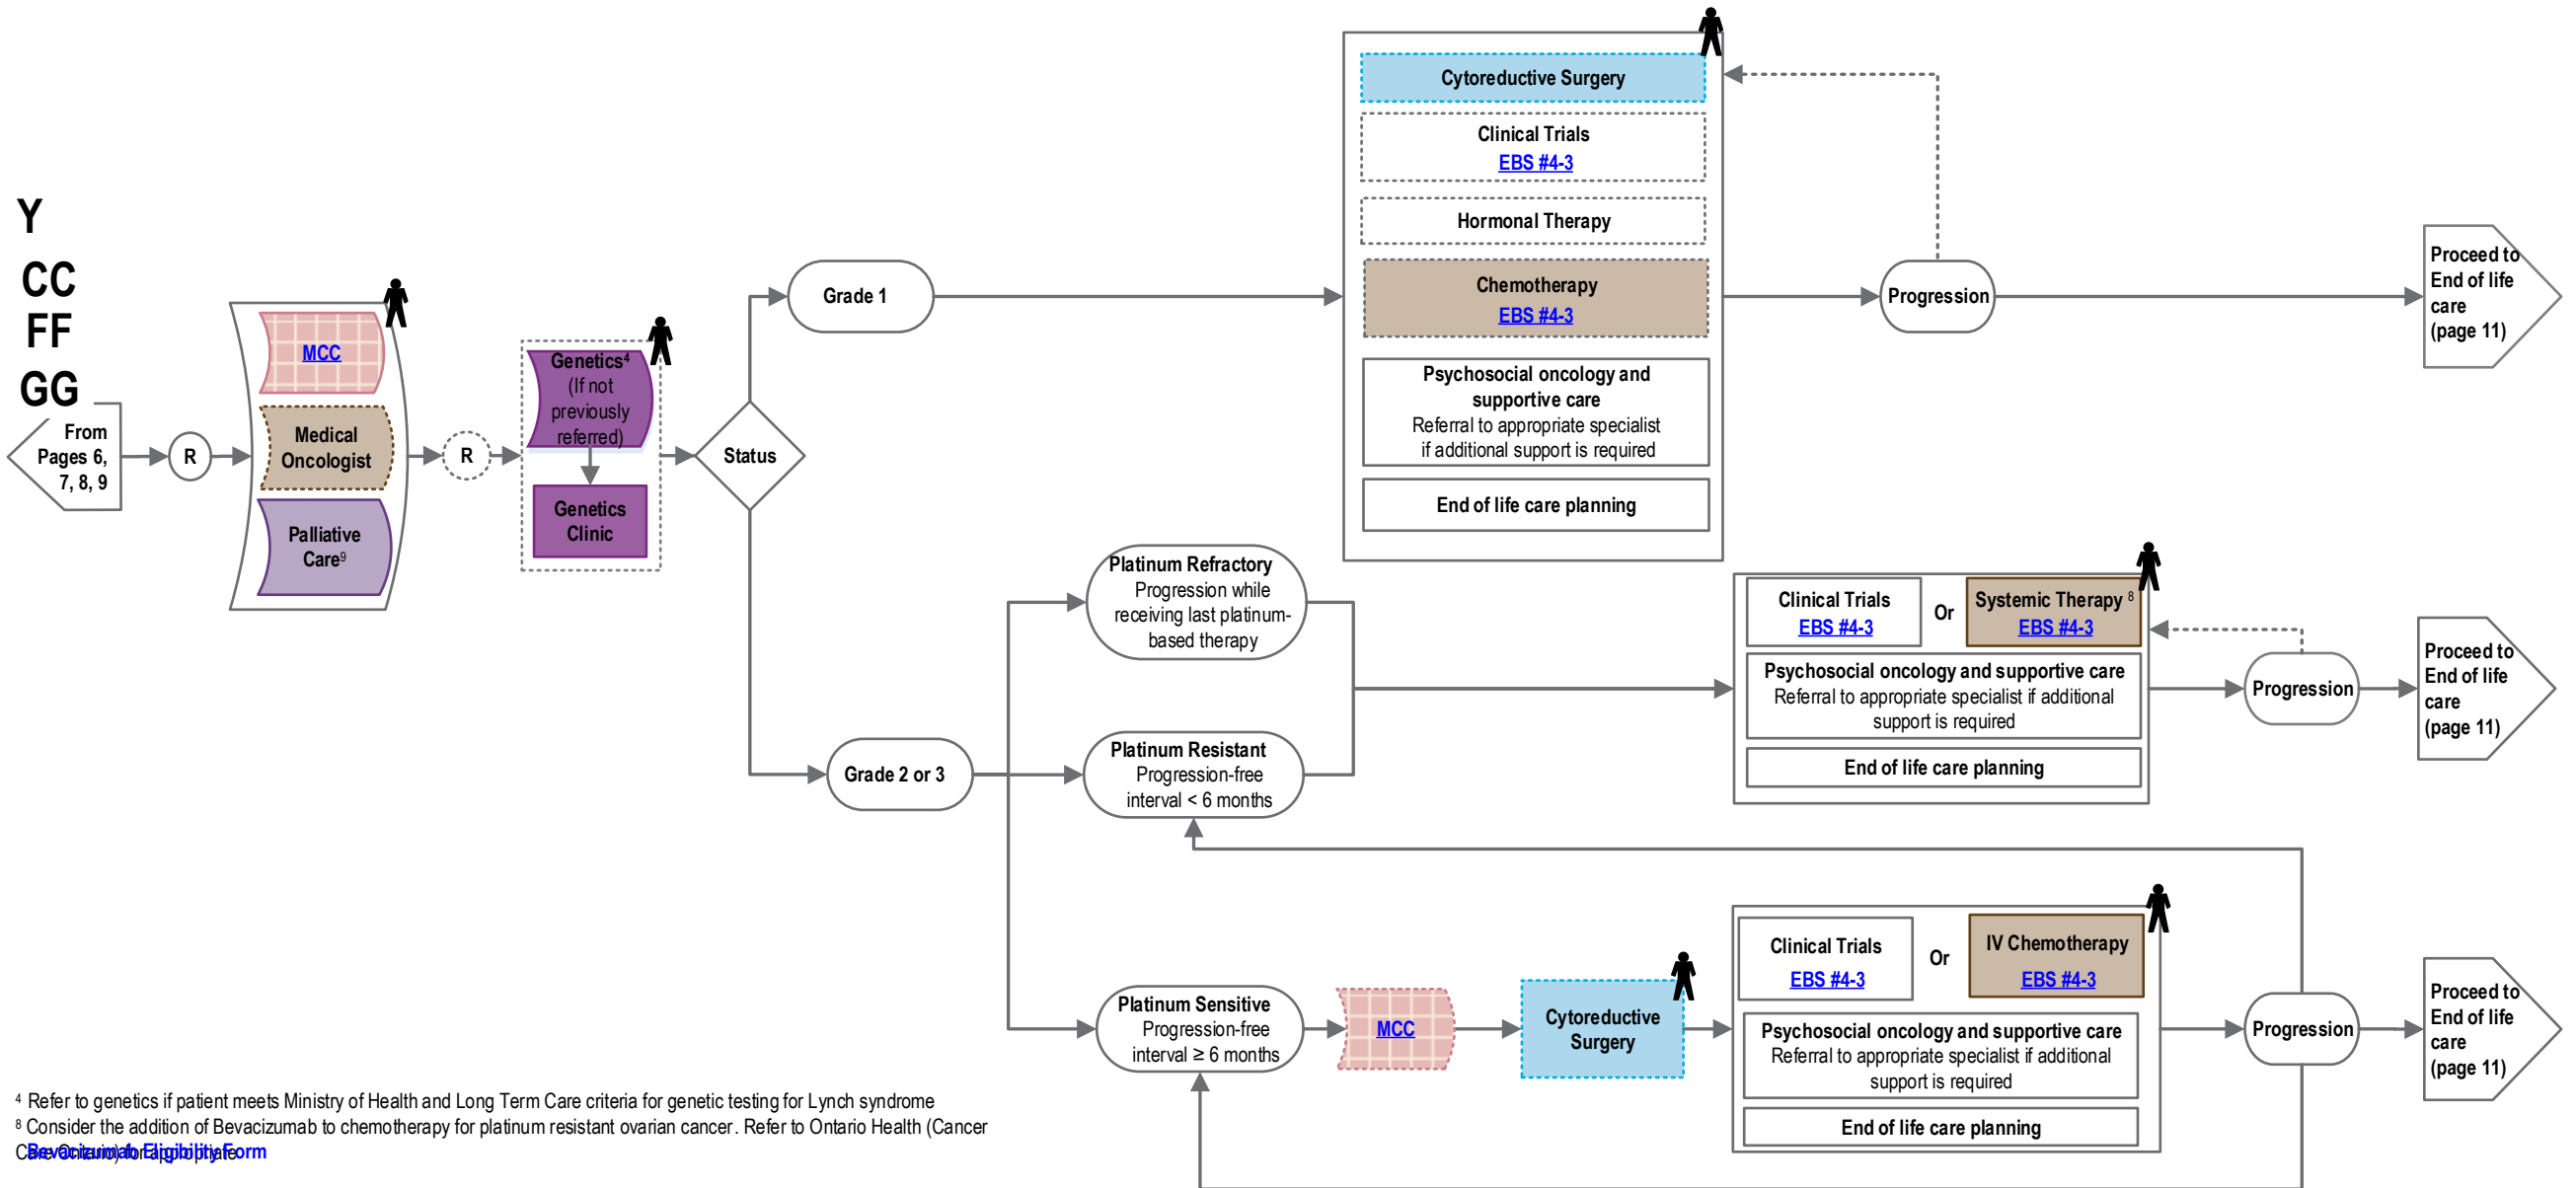 Y
CC
FF
GG
From
Pages 6,
7, 8, 9
R
MCC
Medical
Oncologist
Palliative
Care⁹
R
Genetics⁴
(If not
previously
referred)
Genetics
Clinic
Status
Grade 1
Cytoreductive Surgery
Clinical Trials
EBS #4-3
Hormonal Therapy
Chemotherapy
EBS #4-3
Psychosocial oncology and
supportive care
Referral to appropriate specialist
if additional support is required
End of life care planning
Progression
Proceed to
End of life
care
(page 11)
Grade 2 or 3
Platinum Refractory
Progression while
receiving last platinum-
based therapy
Platinum Resistant
Progression-free
interval < 6 months
Clinical Trials
EBS #4-3
Or
Systemic Therapy ⁸
EBS #4-3
Psychosocial oncology and supportive care
Referral to appropriate specialist if additional
support is required
End of life care planning
Progression
Proceed to
End of life
care
(page 11)
Platinum Sensitive
Progression-free
interval ≥ 6 months
MCC
Cytoreductive
Surgery
Clinical Trials
EBS #4-3
Or
IV Chemotherapy
EBS #4-3
Psychosocial oncology and supportive care
Referral to appropriate specialist if additional
support is required
End of life care planning
Progression
Proceed to
End of life
care
(page 11)
⁴ Refer to genetics if patient meets Ministry of Health and Long Term Care criteria for genetic testing for Lynch syndrome
⁸ Consider the addition of Bevacizumab to chemotherapy for platinum resistant ovarian cancer. Refer to Ontario Health (Cancer
Care Ontario) for appropriate
Bevacizumab Eligibility Form